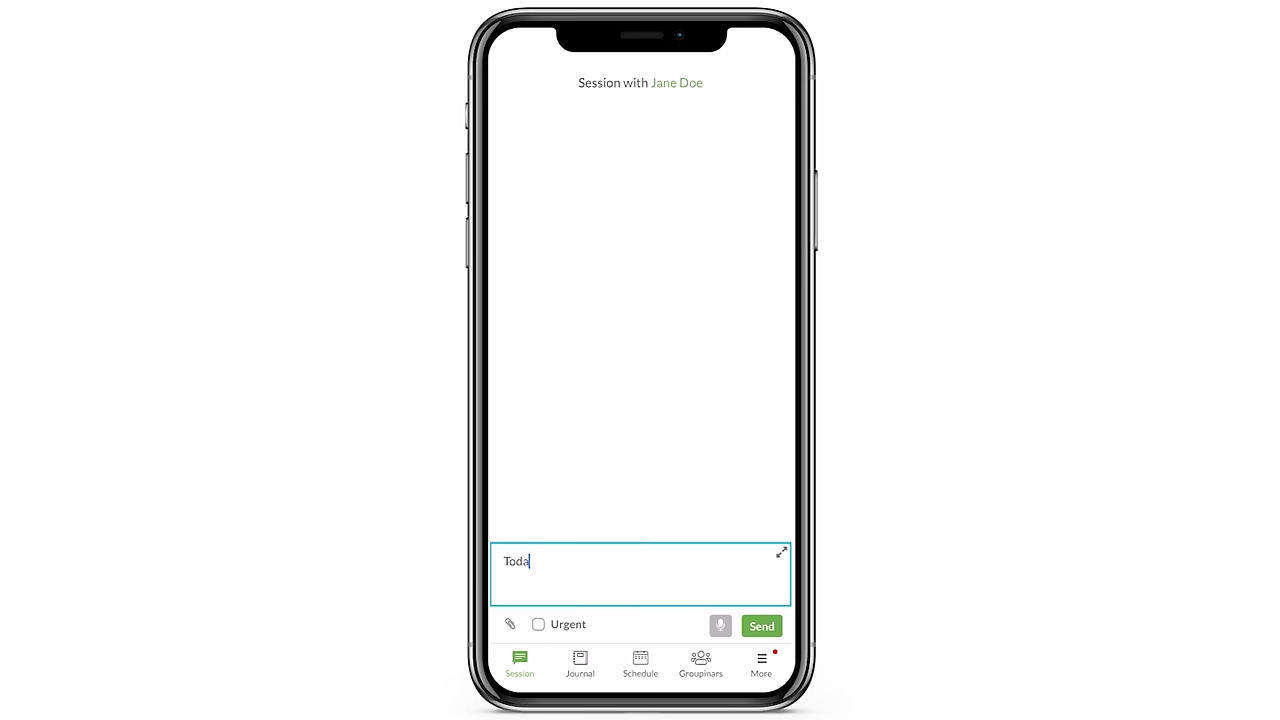 Session with Jane Doe
Toda
Urgent
Send
Session
Journal
Schedule
Groupinars
More